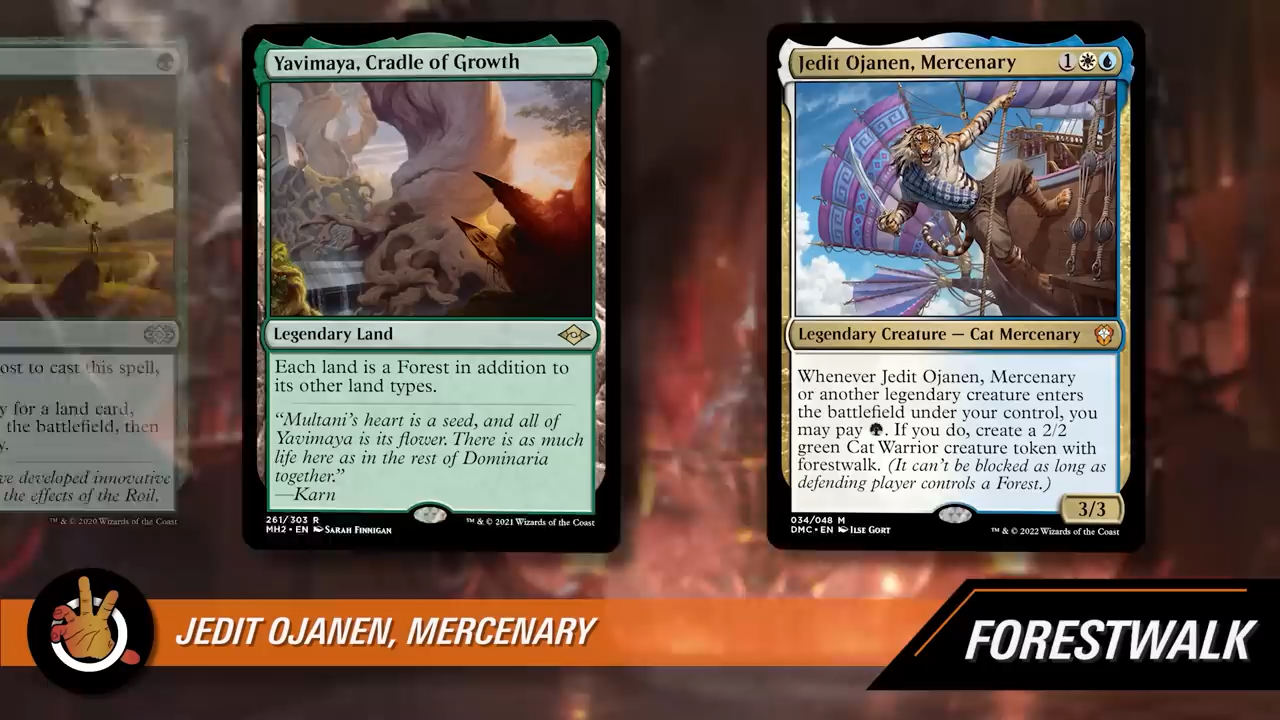 ost to cast this spell,
y for a land card,
the battlefield, then
y.
ve developed innovative
the effects of the Roil,
™ & © 2020 Wizards of the Coast
Yavimaya, Cradle of Growth
Legendary Land
Each land is a Forest in addition to
its other land types.
“Multani’s heart is a seed, and all of
Yavimaya is its flower. There is as much
life here as in the rest of Dominaria
together.”
—Karn
261/303 R
MH2 • EN Sarah Finnigan
™ & © 2021 Wizards of the Coast
Jedit Ojanen, Mercenary
1
Legendary Creature — Cat Mercenary
Whenever Jedit Ojanen, Mercenary
or another legendary creature enters
the battlefield under your control, you
may pay . If you do, create a 2/2
green Cat Warrior creature token with
forestwalk. (It can’t be blocked as long as
defending player controls a Forest.)
3/3
034/048 M
DMC • EN Ilse Gort
™ & © 2022 Wizards of the Coast
JEDIT OJANEN, MERCENARY
FORESTWALK